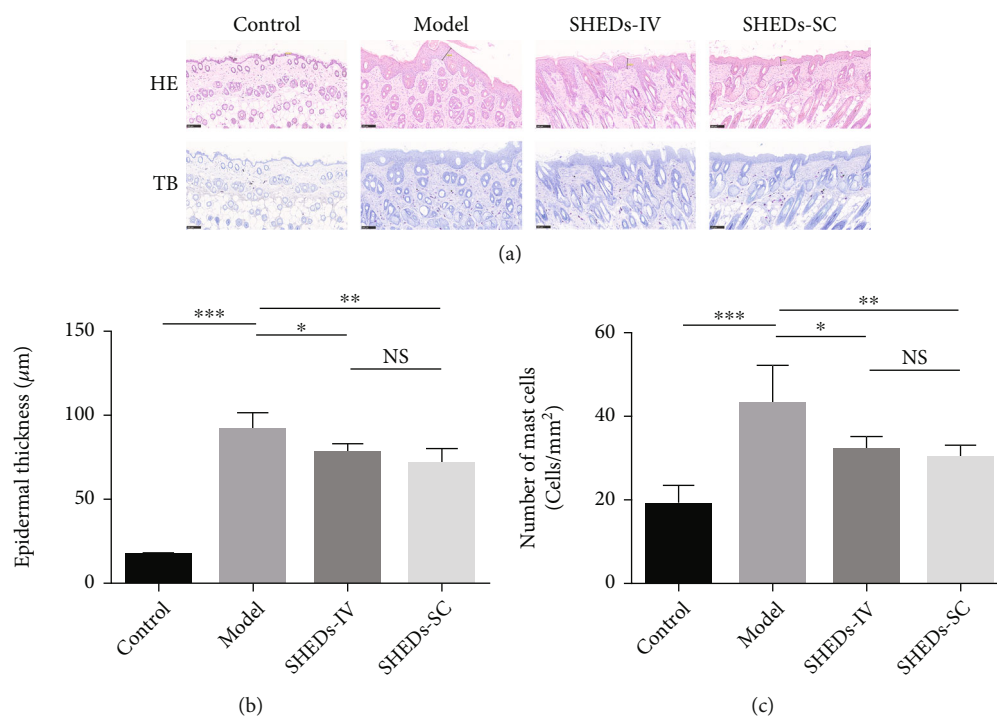 Control Model SHEDs-IV SHEDs-SC
HE
TB
(a)
Epidermal thickness (μm)
150
100
50
0
***
*
**
NS
Control
Model
SHEDs-IV
SHEDs-SC
(b)
Number of mast cells
(Cells/mm²)
60
40
20
0
***
*
**
NS
Control
Model
SHEDs-IV
SHEDs-SC
(c)